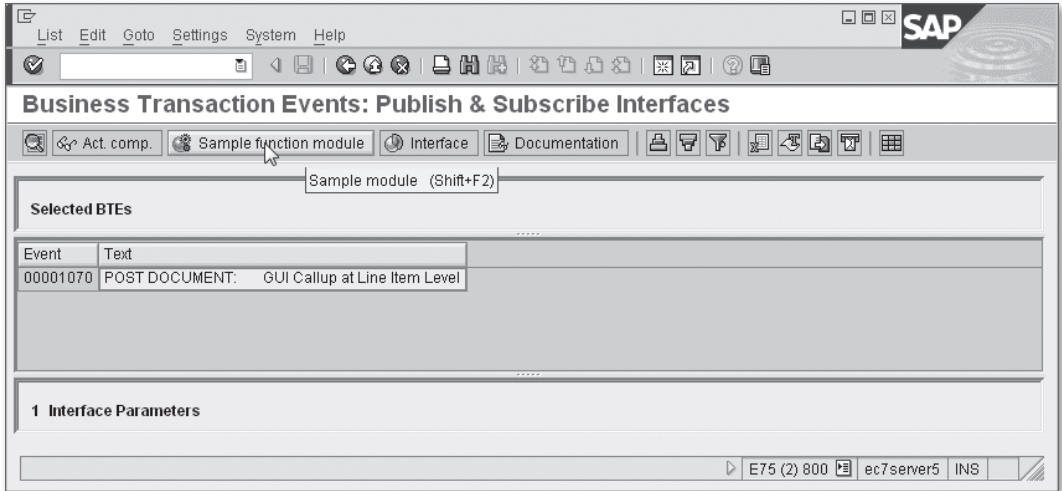 List Edit Goto Settings System Help
SAP
Business Transaction Events: Publish & Subscribe Interfaces
Act. comp. Sample function module Interface Documentation
Sample module (Shift+F2)
Selected BTEs
Event Text
00001070 POST DOCUMENT: GUI Callup at Line Item Level
1 Interface Parameters
E75 (2) 800 ec7server5 INS